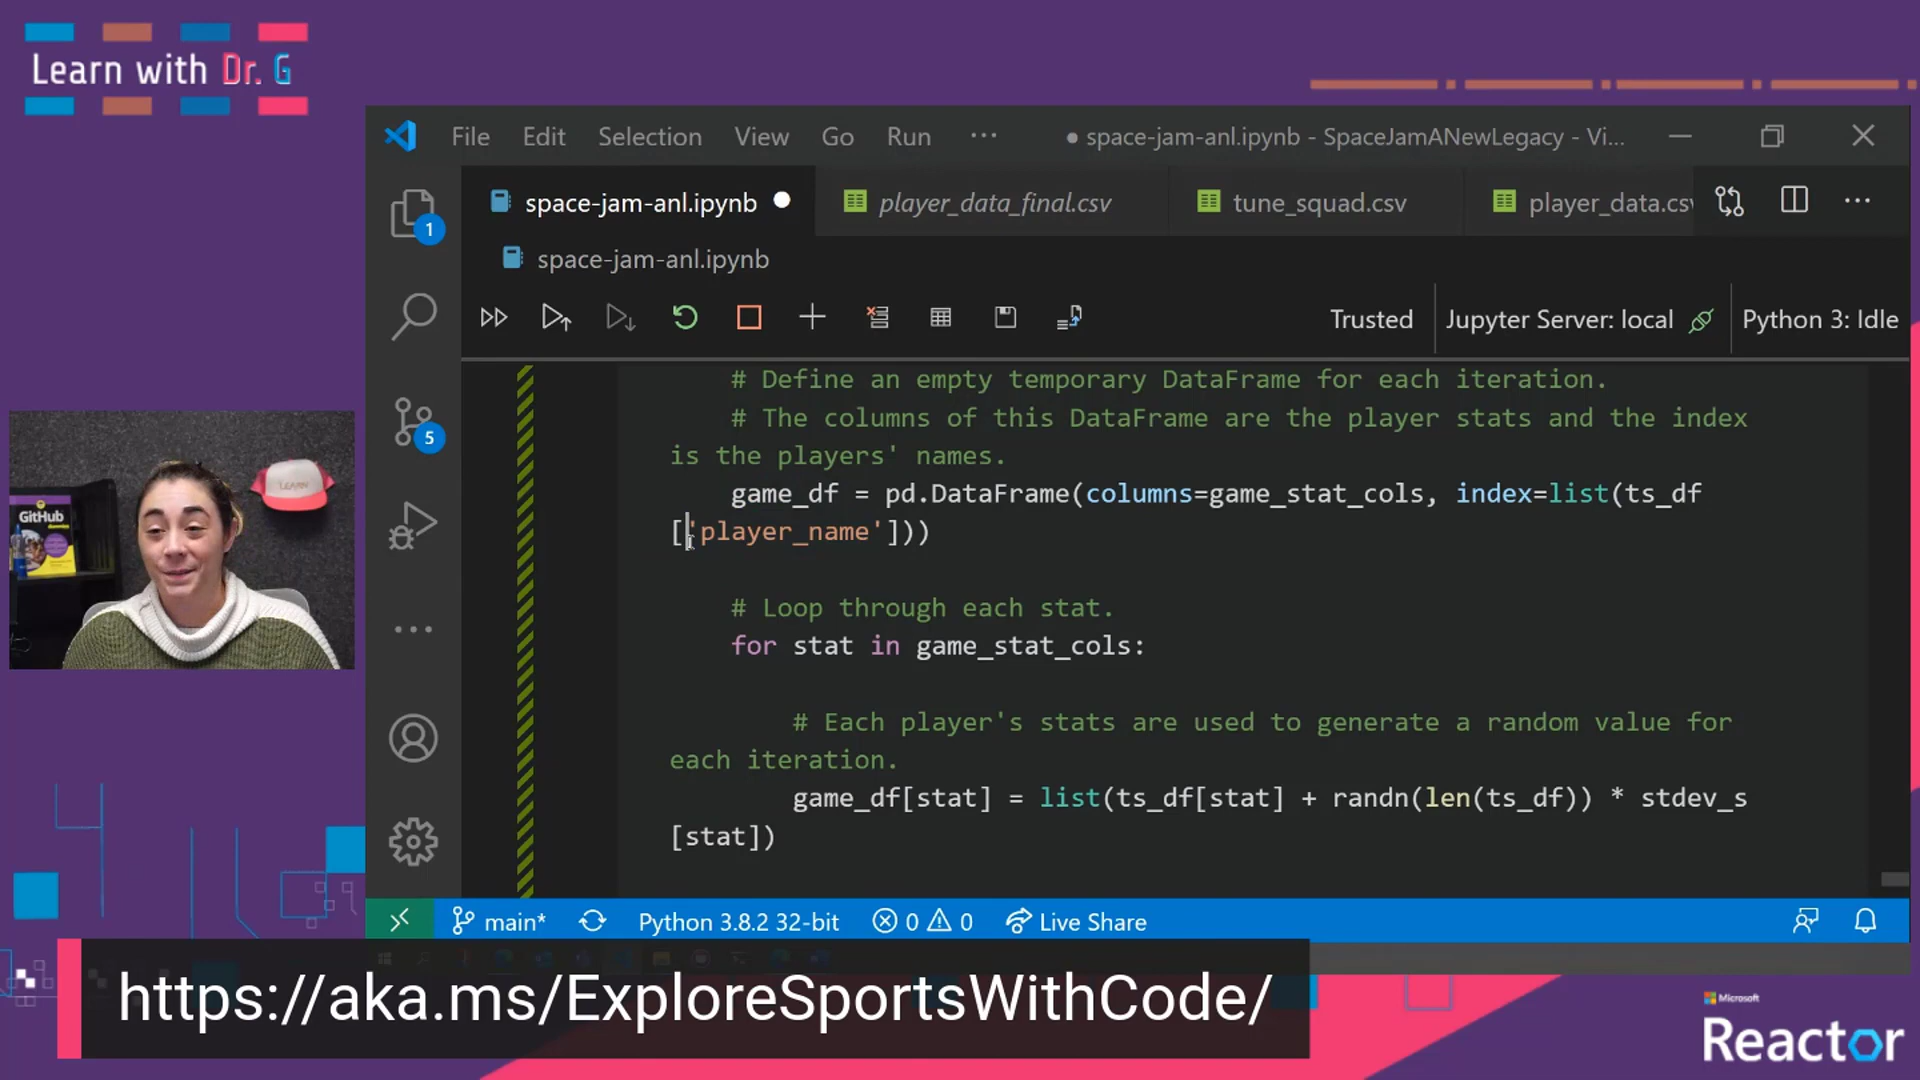 Learn with Dr. G
File Edit Selection View Go Run ··· ● space-jam-anl.ipynb - SpaceJamANewLegacy - Vi...
space-jam-anl.ipynb ● player_data_final.csv tune_squad.csv player_data.csv ···
1
space-jam-anl.ipynb
Trusted Jupyter Server: local Python 3: Idle
# Define an empty temporary DataFrame for each iteration.
# The columns of this DataFrame are the player stats and the index
is the players' names.
game_df = pd.DataFrame(columns=game_stat_cols, index=list(ts_df
['player_name']))
# Loop through each stat.
for stat in game_stat_cols:
# Each player's stats are used to generate a random value for
each iteration.
game_df[stat] = list(ts_df[stat] + randn(len(ts_df)) * stdev_s
[stat])
5
LEARN
GitHub
main* Python 3.8.2 32-bit 0 0 Live Share
https://aka.ms/ExploreSportsWithCode/
Microsoft
Reactor